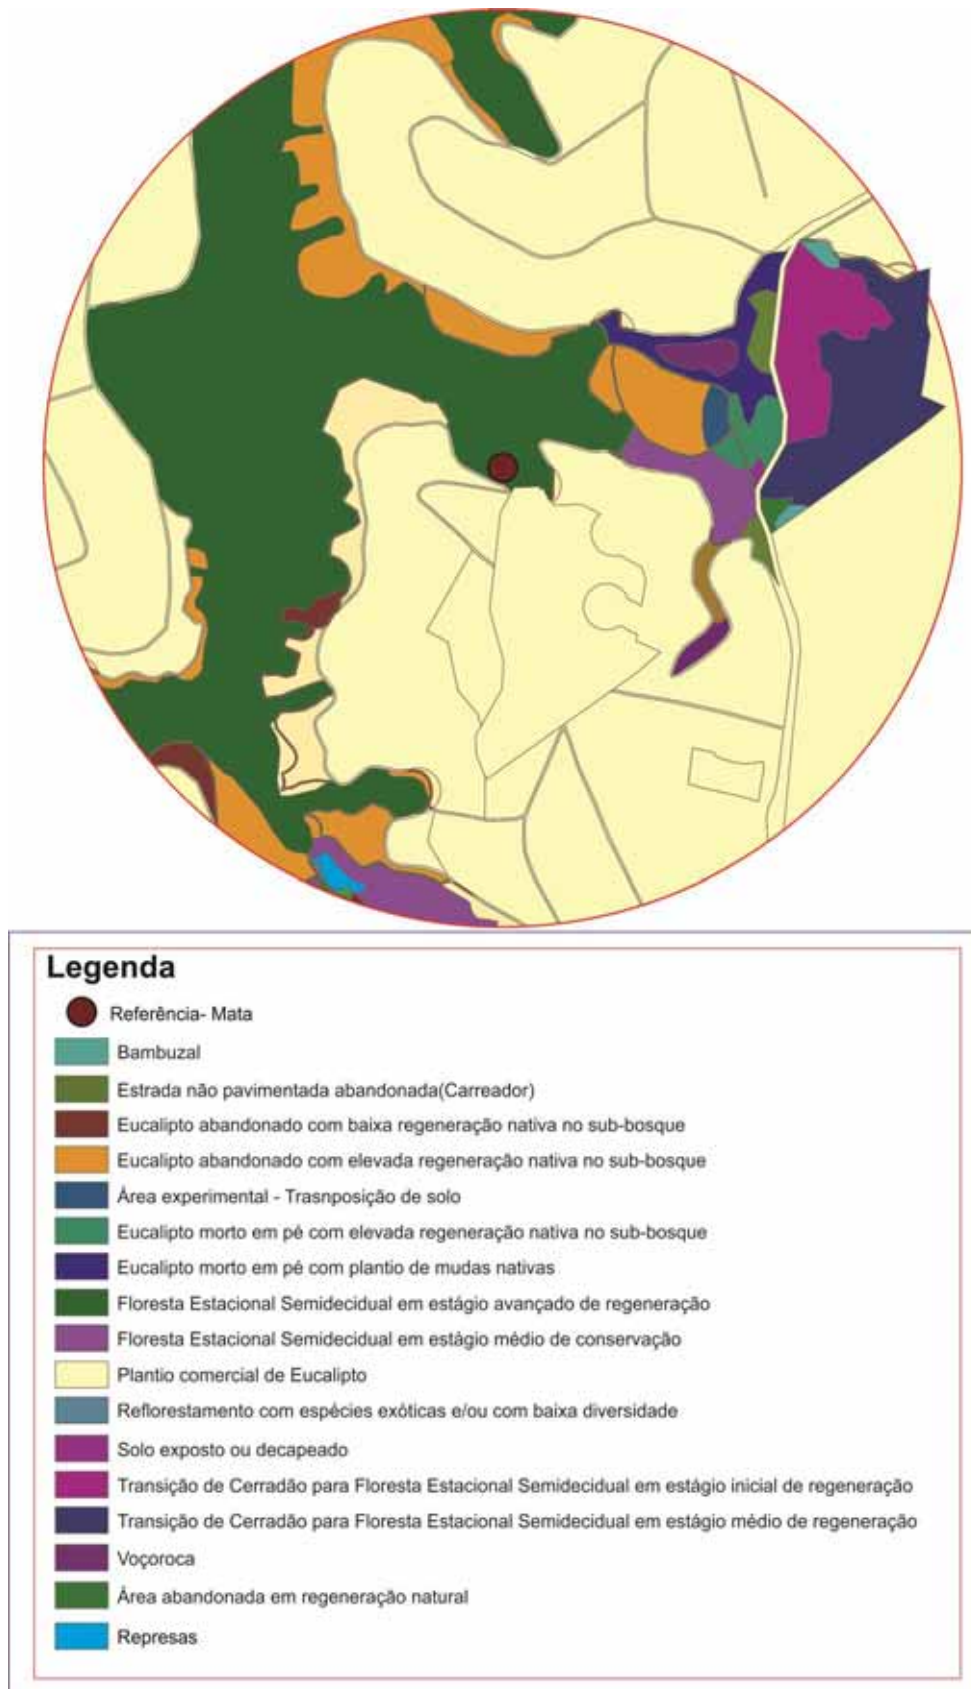 Legenda
Referência- Mata
Bambuzal
Estrada não pavimentada abandonada(Carreador)
Eucalipto abandonado com baixa regeneração nativa no sub-bosque
Eucalipto abandonado com elevada regeneração nativa no sub-bosque
Área experimental - Trasnposição de solo
Eucalipto morto em pé com elevada regeneração nativa no sub-bosque
Eucalipto morto em pé com plantio de mudas nativas
Floresta Estacional Semidecidual em estágio avançado de regeneração
Floresta Estacional Semidecidual em estágio médio de conservação
Plantio comercial de Eucalipto
Reflorestamento com espécies exóticas e/ou com baixa diversidade
Solo exposto ou decapeado
Transição de Cerradão para Floresta Estacional Semidecidual em estágio inicial de regeneração
Transição de Cerradão para Floresta Estacional Semidecidual em estágio médio de regeneração
Voçoroca
Área abandonada em regeneração natural
Represas